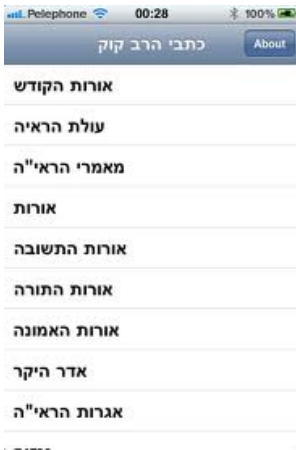 Pelephone 00:28 100%
כתבי הרב קוק About
אורות הקודש
עולת הראיה
מאמרי הראי"ה
אורות
אורות התשובה
אורות התורה
אורות האמונה
אדר היקר
אגרות הראי"ה